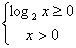 log₂ x ≥ 0
x > 0